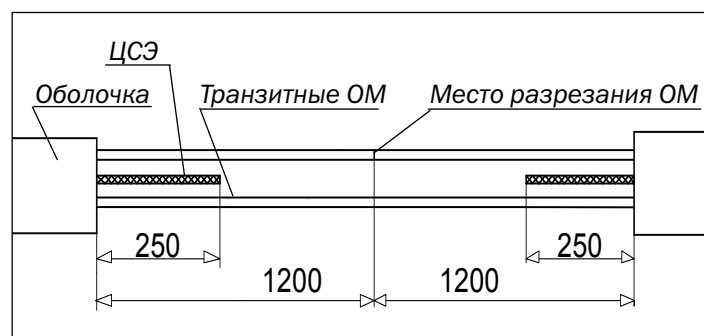 ЦСЭ
Оболочка
Транзитные ОМ
Место разрезания ОМ
250
250
1200
1200